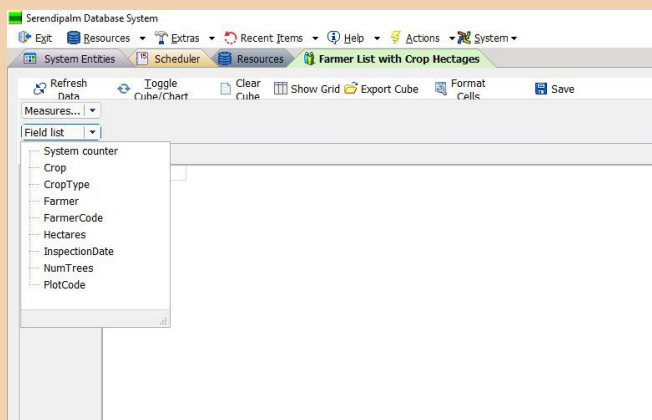 Serendipalm Database System
Exit Resources Extras Recent Items Help Actions System
System Entities Scheduler Resources Farmer List with Crop Hectages
Refresh Data Toggle Cube/Chart Clear Cube Show Grid Export Cube Format Cells Save
Measures...
Field list
System counter
Crop
CropType
Farmer
FarmerCode
Hectares
InspectionDate
NumTrees
PlotCode